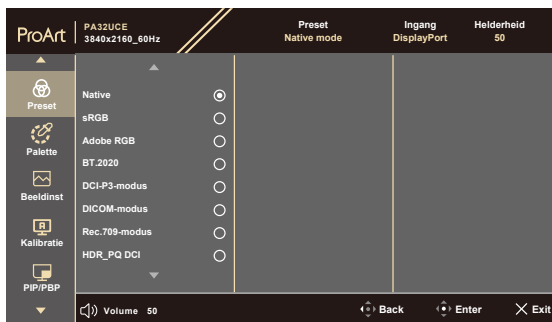 ProArt
PA32UCE
3840x2160_60Hz
Preset
Native mode
Ingang
DisplayPort
Helderheid
50
Preset
Palette
Beeldinst
Kalibratie
PIP/PBP
Native
sRGB
Adobe RGB
BT.2020
DCI-P3-modus
DICOM-modus
Rec.709-modus
HDR_PQ DCI
Volume 50
Back
Enter
Exit